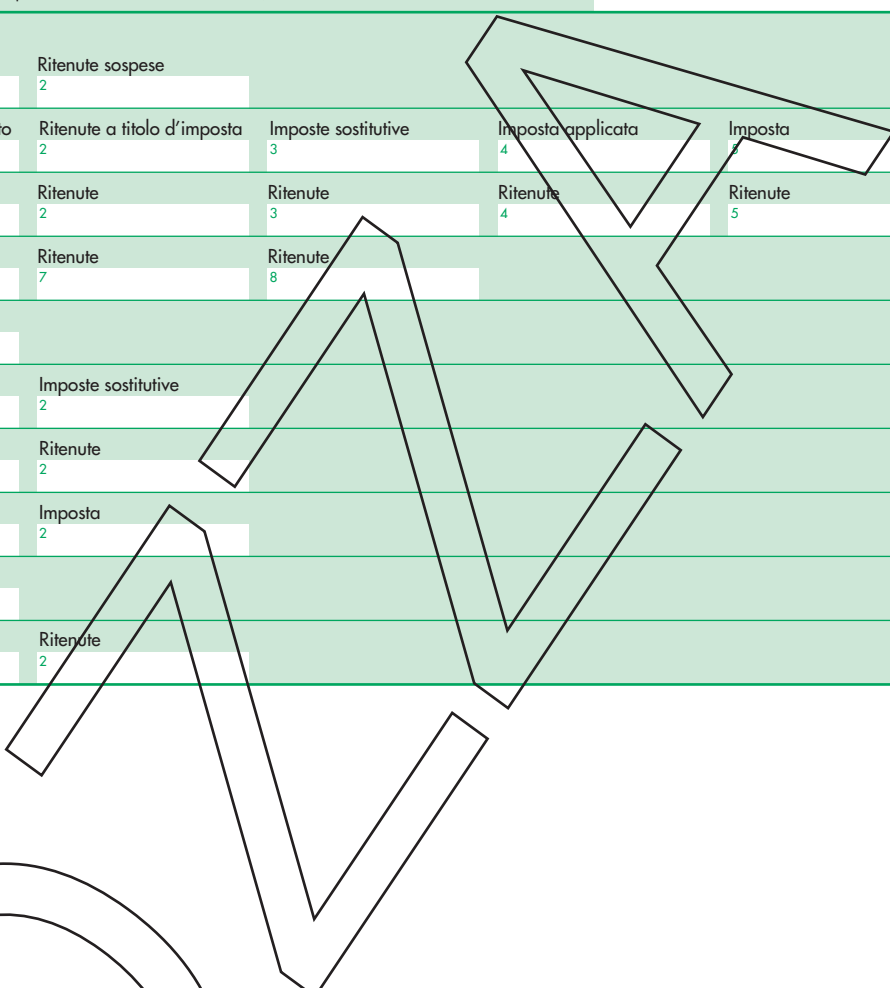 Ritenute sospese
2
to Ritenute a titolo d'imposta Imposte sostitutive Imposta applicata Imposta
2 3 4 5
Ritenute Ritenute Ritenute Ritenute
2 3 4 5
Ritenute Ritenute
7 8
Imposte sostitutive
2
Ritenute
2
Imposta
2
Ritenute
2